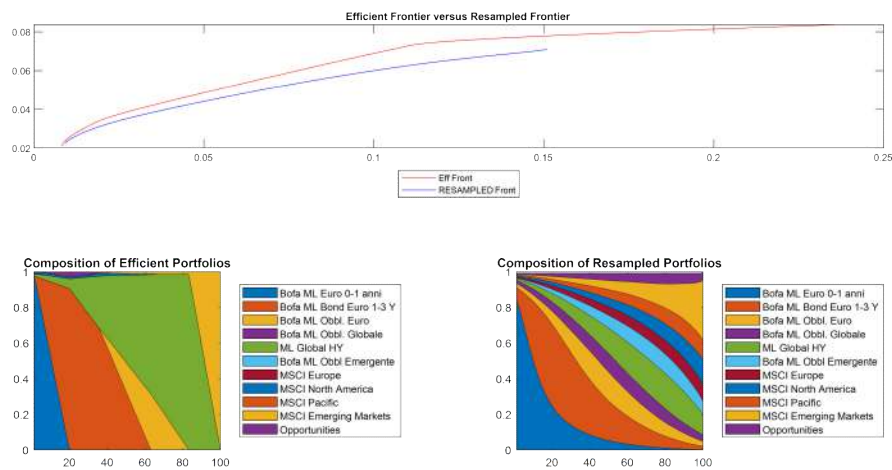 Efficient Frontier versus Resampled Frontier
0.08
0.06
0.04
0.02
0 0.05 0.1 0.15 0.2 0.25
Eff Front
RESAMPLED Front
Composition of Efficient Portfolios
1
0.8
0.6
0.4
0.2
0
20 40 60 80 100
Bofa ML Euro 0-1 anni
Bofa ML Bond Euro 1-3 Y
Bofa ML Obbl. Euro
Bofa ML Obbl. Globale
ML Global HY
Bofa ML Obbl Emergente
MSCI Europe
MSCI North America
MSCI Pacific
MSCI Emerging Markets
Opportunities
Composition of Resampled Portfolios
1
0.8
0.6
0.4
0.2
0
20 40 60 80 100
Bofa ML Euro 0-1 anni
Bofa ML Bond Euro 1-3 Y
Bofa ML Obbl. Euro
Bofa ML Obbl. Globale
ML Global HY
Bofa ML Obbl Emergente
MSCI Europe
MSCI North America
MSCI Pacific
MSCI Emerging Markets
Opportunities